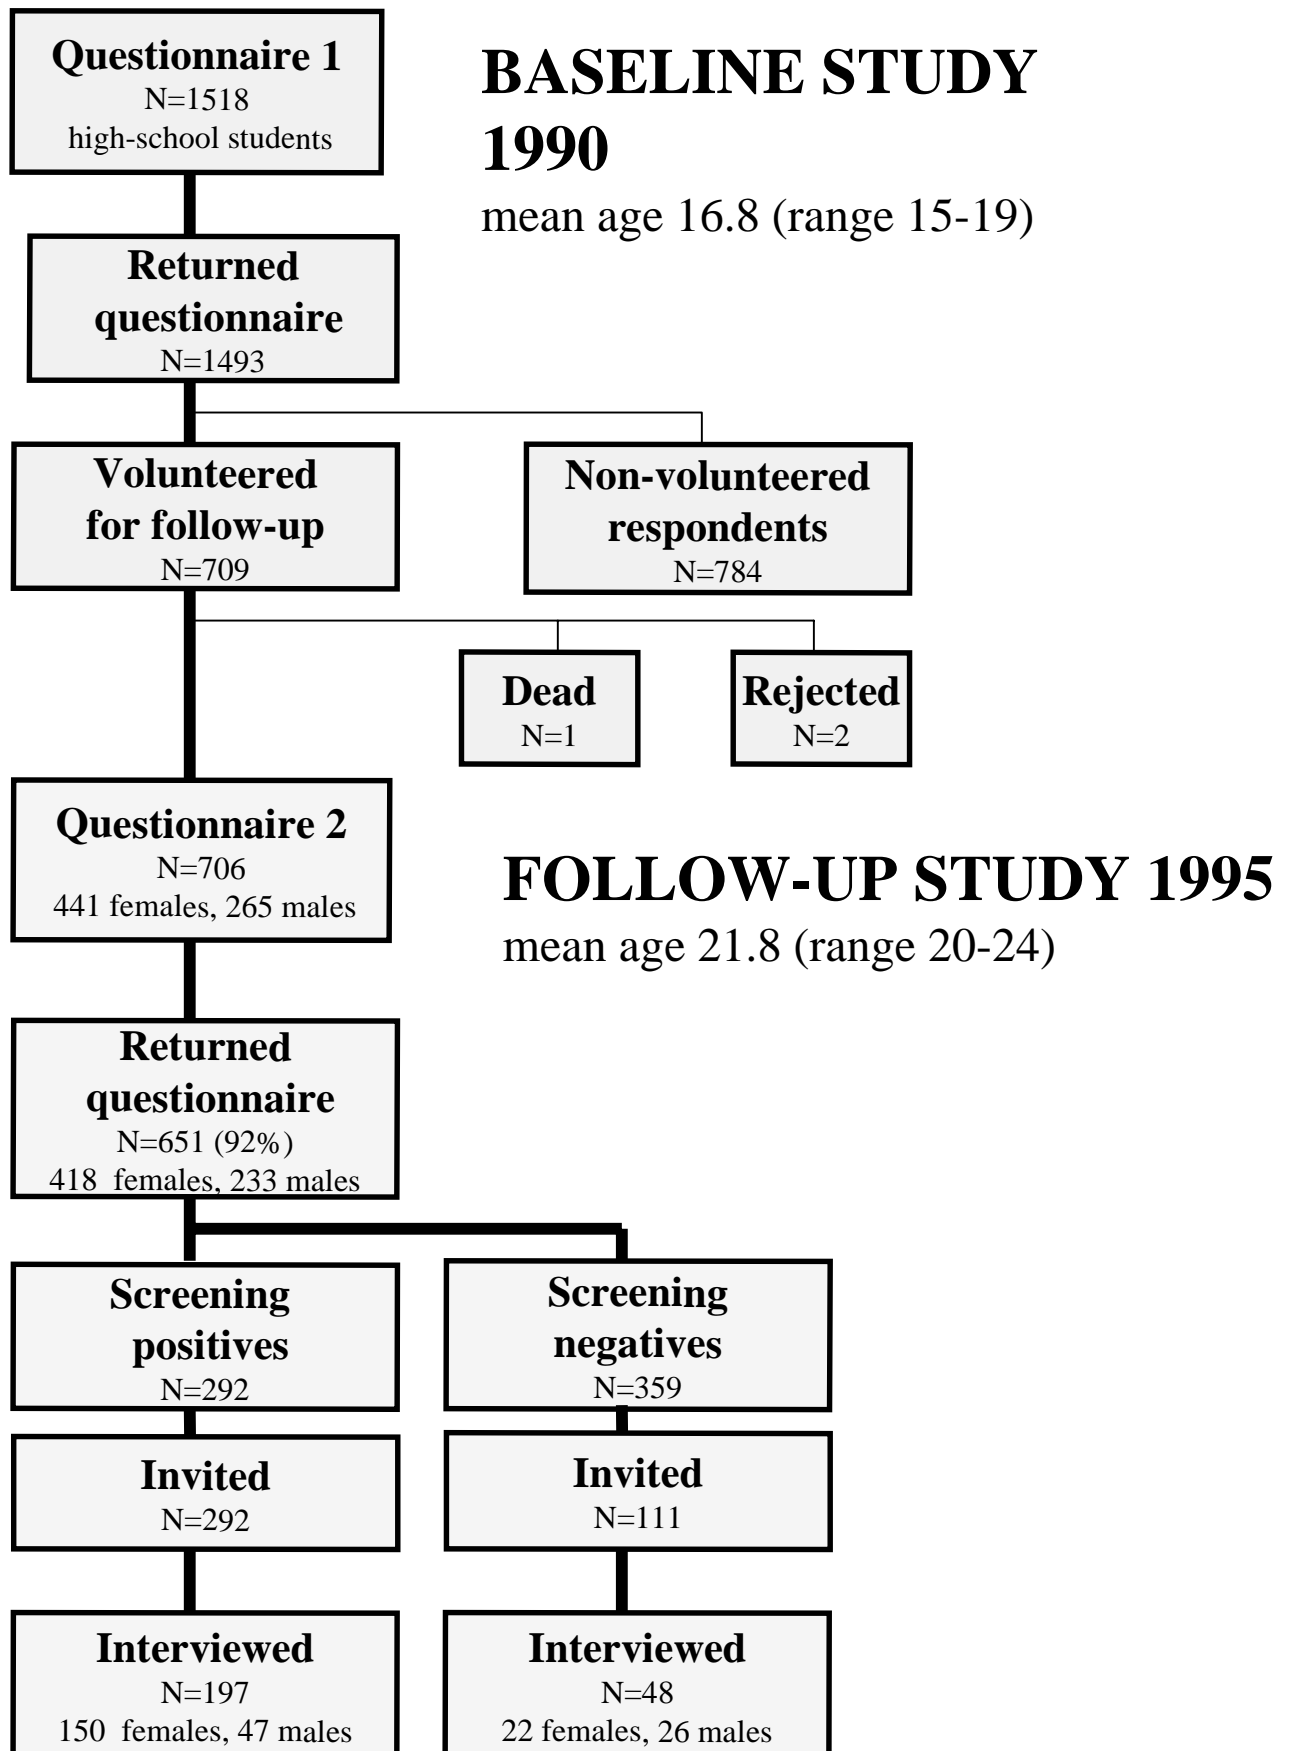 Questionnaire 1
N=1518
high-school students
BASELINE STUDY
1990
mean age 16.8 (range 15-19)
Returned
questionnaire
N=1493
Volunteered
for follow-up
N=709
Non-volunteered
respondents
N=784
Dead
N=1
Rejected
N=2
Questionnaire 2
N=706
441 females, 265 males
FOLLOW-UP STUDY 1995
mean age 21.8 (range 20-24)
Returned
questionnaire
N=651 (92%)
418 females, 233 males
Screening
positives
N=292
Screening
negatives
N=359
Invited
N=292
Invited
N=111
Interviewed
N=197
150 females, 47 males
Interviewed
N=48
22 females, 26 males